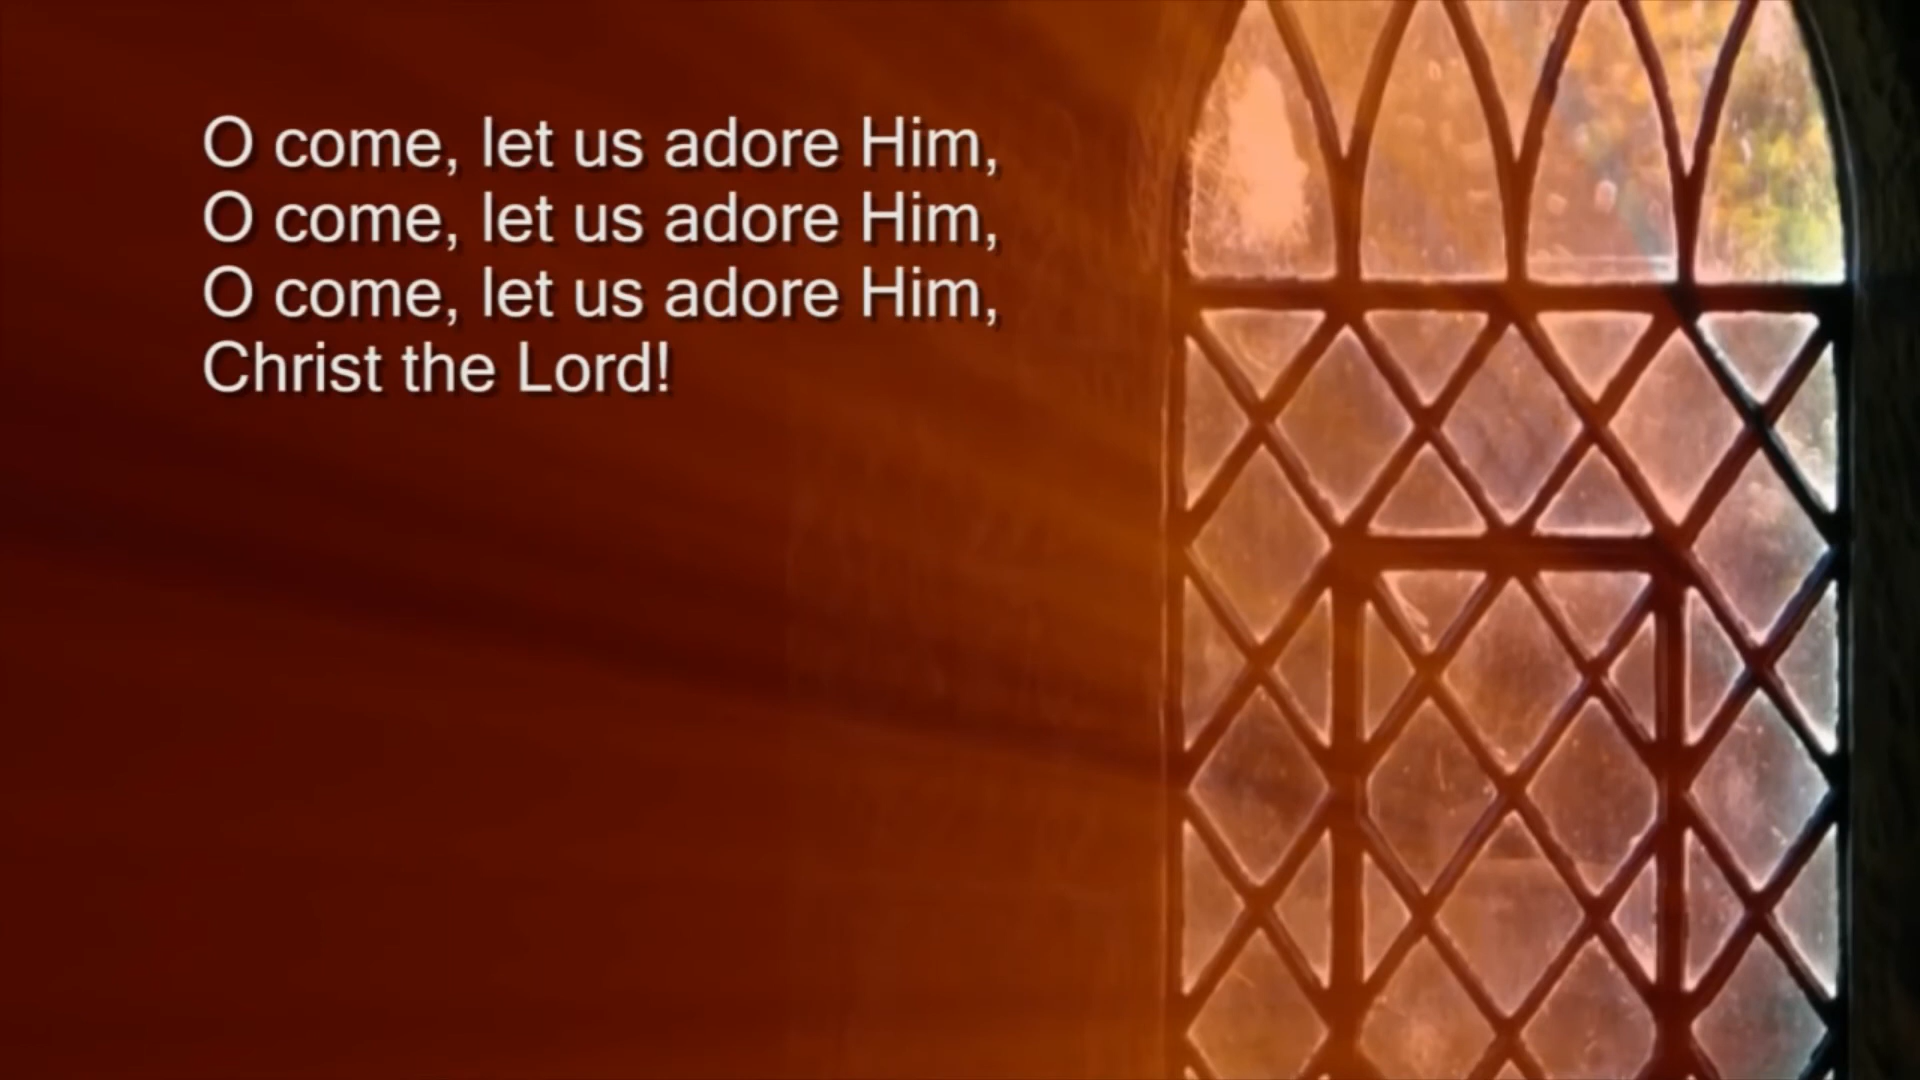 O come, let us adore Him,
O come, let us adore Him,
O come, let us adore Him,
Christ the Lord!